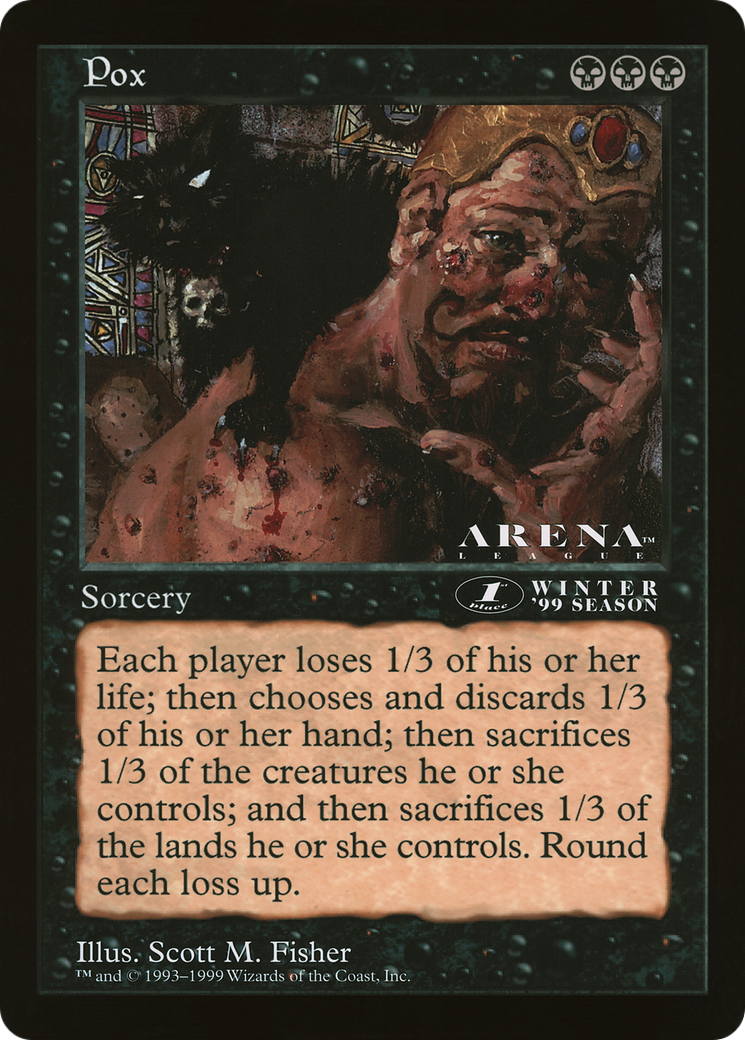 Pox
ARENA™
LEAGUE
Sorcery
1st place
WINTER
'99 SEASON
Each player loses 1/3 of his or her
life; then chooses and discards 1/3
of his or her hand; then sacrifices
1/3 of the creatures he or she
controls; and then sacrifices 1/3 of
the lands he or she controls. Round
each loss up.
Illus. Scott M. Fisher
™ and © 1993–1999 Wizards of the Coast, Inc.